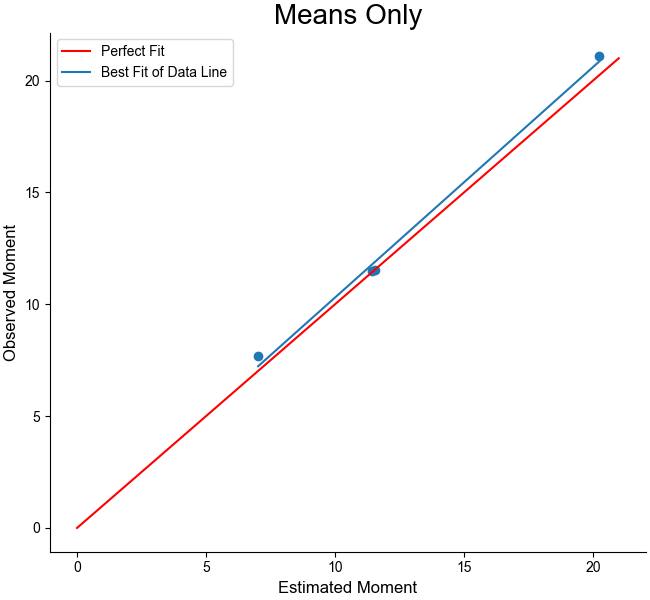 Means Only
Perfect Fit
Best Fit of Data Line
Observed Moment
20
15
10
5
0
0 5 10 15 20
Estimated Moment